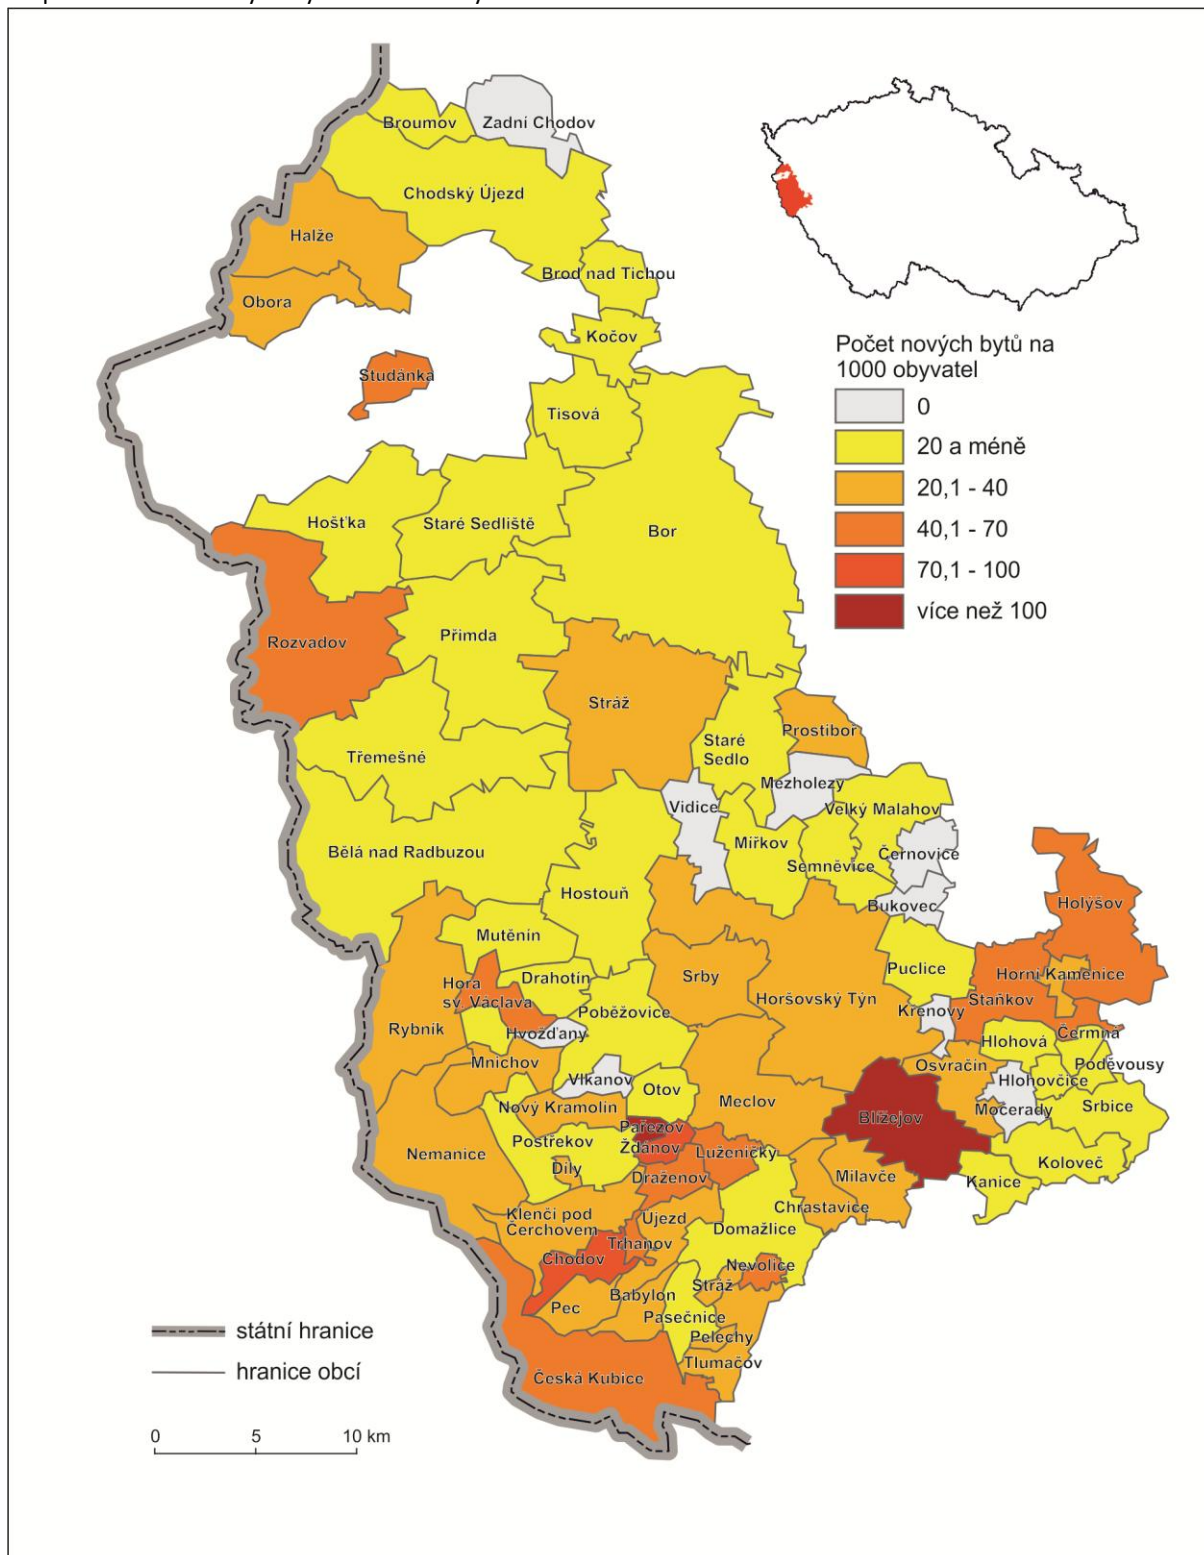 Broumov
Zadní Chodov
Chodský Újezd
Halže
Brod nad Tichou
Obora
Kočov
Studánka
Tisová
Počet nových bytů na
1000 obyvatel
0
20 a méně
20,1 - 40
40,1 - 70
70,1 - 100
více než 100
Hošťka
Staré Sedliště
Bor
Rozvadov
Přimda
Stráž
Prostiboř
Staré
Sedlo
Třemešné
Mezholezy
Vidice
Velký Malahov
Miřkov
Bělá nad Radbuzou
Semněvice
Černovice
Hostouň
Bukovec
Holýšov
Mutěnín
Puclice
Drahotín
Srby
Horní Kamenice
Hora
sv. Václava
Horšovský Týn
Staňkov
Poběžovice
Křenovy
Rybník
Hvožďany
Hlohová
Čermná
Mnichov
Osvračín
Poděvousy
Vlkanov
Otov
Hlohovčice
Nový Kramolín
Meclov
Močerady
Srbice
Pařezov
Blížejov
Postřekov
Ždánov
Luženičky
Nemanice
Díly
Draženov
Milavče
Koloveč
Kanice
Klenčí pod
Čerchovem
Újezd
Chrastavice
Domažlice
Trhanov
Chodov
Nevolice
Stráž
Babylon
Pec
Pasečnice
Pelechy
Tlumačov
Česká Kubice
státní hranice
hranice obcí
0 5 10 km